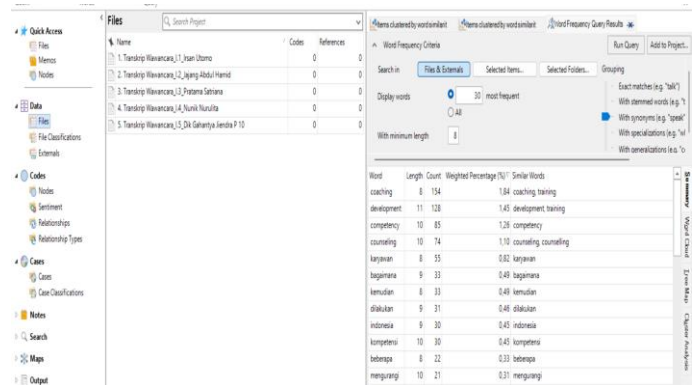 Quick Access
Files
Memos
Nodes
Data
Files
File Classifications
Externals
Codes
Nodes
Sentiment
Relationships
Relationship Types
Cases
Cases
Case Classifications
Notes
Search
Maps
Output
Files
Search Project
Name Codes References
1. Transkrip Wawancara_I.1_Irsan Utomo 0 0
2. Transkrip Wawancara_I.2_Jajang Abdul Hamid 0 0
3. Transkrip Wawancara_I.3_Pratama Satriana 0 0
4. Transkrip Wawancara_I.4_Nunik Nurulita 0 0
5. Transkrip Wawancara_I.5_Dik Gahantya Jiendra P 10 0 0
Items clustered by word similarit
Items clustered by word similarit
Word Frequency Query Results
Word Frequency Criteria
Run Query Add to Project...
Search in Files & Externals Selected Items... Selected Folders... Grouping
Display words 30 most frequent
All
With minimum length 8
Exact matches (e.g. "talk")
With stemmed words (e.g. "t
With synonyms (e.g. "speak"
With specializations (e.g. "wl
With generalizations (e.g. "co
Word Length Count Weighted Percentage (%) Similar Words
coaching 8 154 1,84 coaching, training
development 11 128 1,45 development, training
competency 10 85 1,26 competency
counseling 10 74 1,10 counseling, counselling
karyawan 8 55 0,82 karyawan
bagaimana 9 33 0,49 bagaimana
kemudian 8 33 0,49 kemudian
dilakukan 9 31 0,46 dilakukan
indonesia 9 30 0,45 indonesia
kompetensi 10 30 0,45 kompetensi
beberapa 8 22 0,33 beberapa
mengurangi 10 21 0,31 mengurangi
Summary
Word Cloud
Tree Map
Cluster Analysis